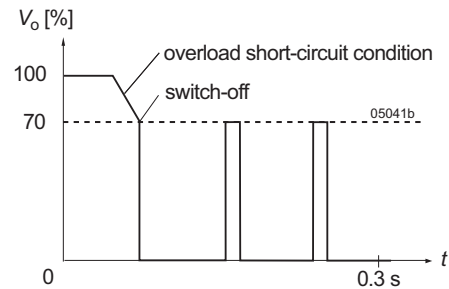 Vo [%]
overload short-circuit condition
100
switch-off
05041b
70
t
0
0.3 s